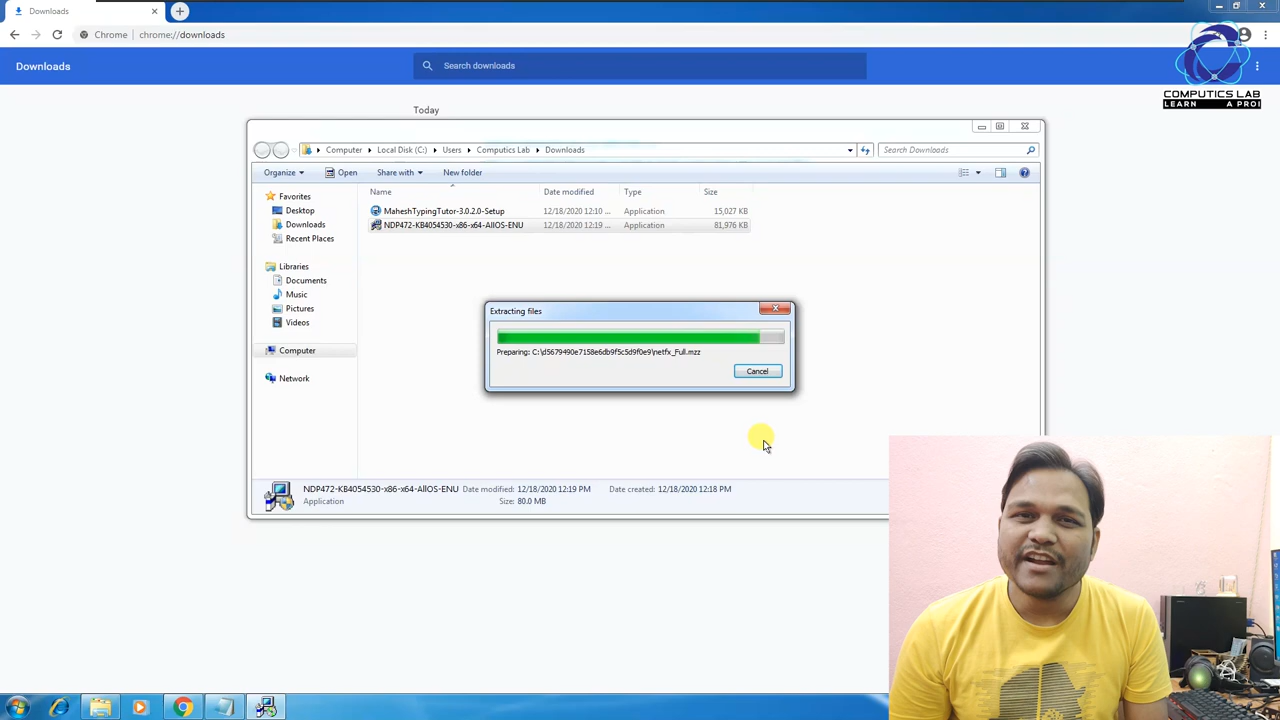 Downloads
Chrome
chrome://downloads
Downloads
Search downloads
COMPUTICS LAB
LEARN A PRO!
Today
Computer
Local Disk (C:)
Users
Computics Lab
Downloads
Search Downloads
Organize
Open
Share with
New folder
Name
Date modified
Type
Size
Favorites
Desktop
Downloads
Recent Places
Libraries
Documents
Music
Pictures
Videos
Computer
Network
MaheshTypingTutor-3.0.2.0-Setup
12/18/2020 12:10 ...
Application
15,027 KB
NDP472-KB4054530-x86-x64-AllOS-ENU
12/18/2020 12:19 ...
Application
81,976 KB
Extracting files
Preparing: C:\d5679490e7158e6db9f5c5d9f0e9\netfx_Full.mzz
Cancel
NDP472-KB4054530-x86-x64-AllOS-ENU
Date modified: 12/18/2020 12:19 PM
Date created: 12/18/2020 12:18 PM
Application
Size: 80.0 MB